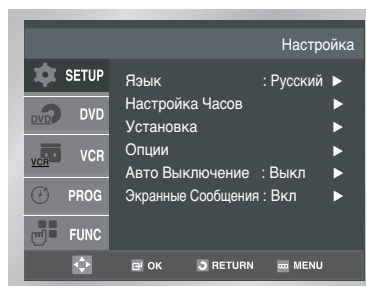 Настройка
SETUP
DVD DVD
VCR VCR
PROG
FUNC
Язык : Русский ►
Настройка Часов ►
Установка ►
Опции ►
Авто Выключение : Выкл ►
Экранные Сообщения : Вкл ►
OK RETURN MENU